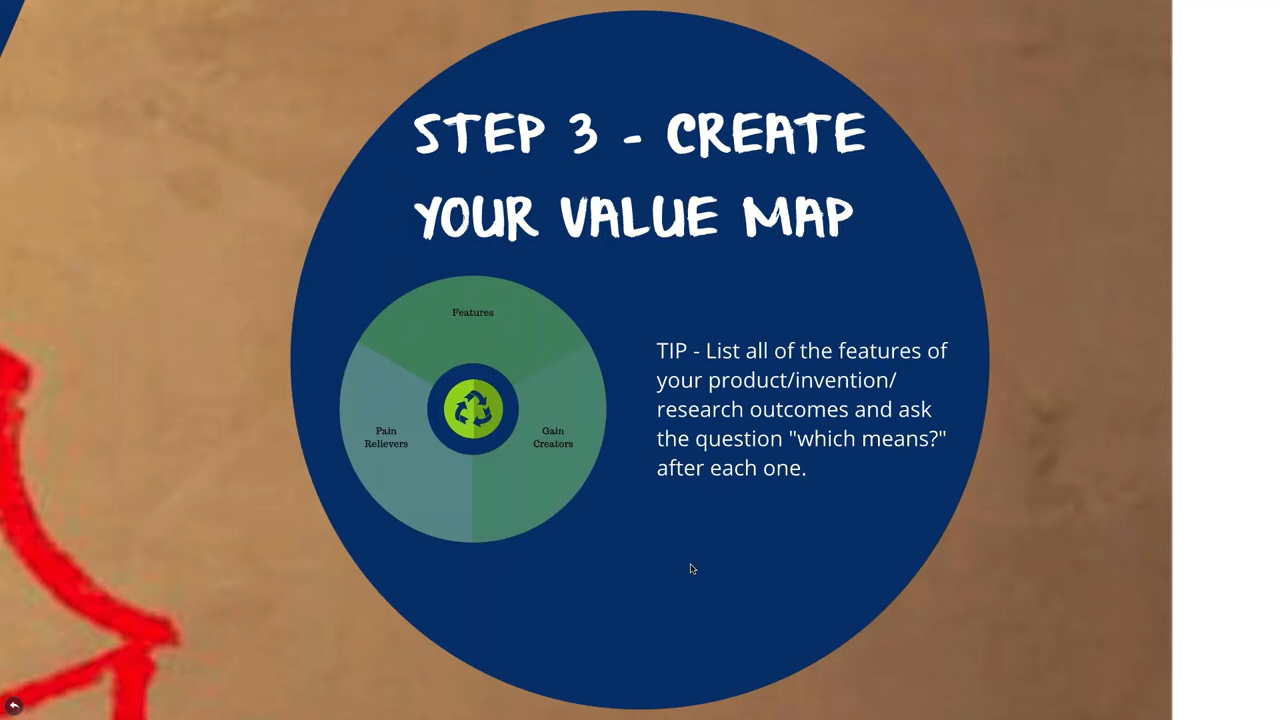 STEP 3 - CREATE
YOUR VALUE MAP
Features
Pain
Relievers
Gain
Creators
TIP - List all of the features of
your product/invention/
research outcomes and ask
the question "which means?"
after each one.